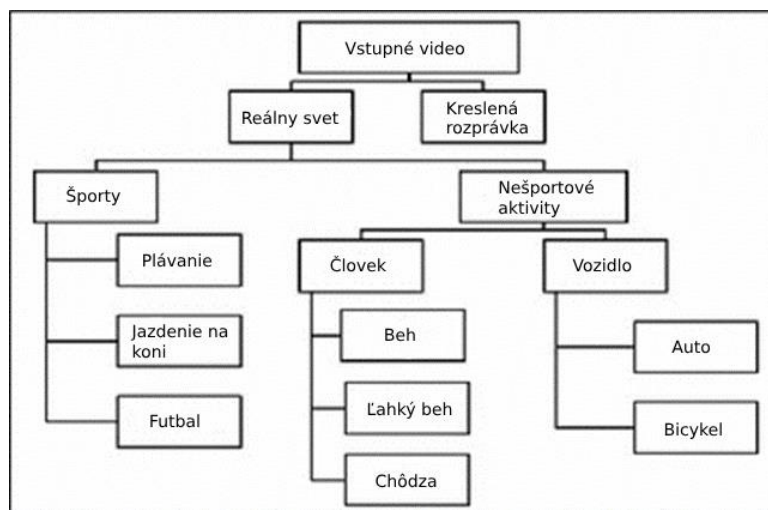 Vstupné video
Reálny svet
Kreslená
rozprávka
Športy
Nešportové
aktivity
Plávanie
Jazdenie na
koni
Futbal
Človek
Beh
Ľahký beh
Chôdza
Vozidlo
Auto
Bicykel